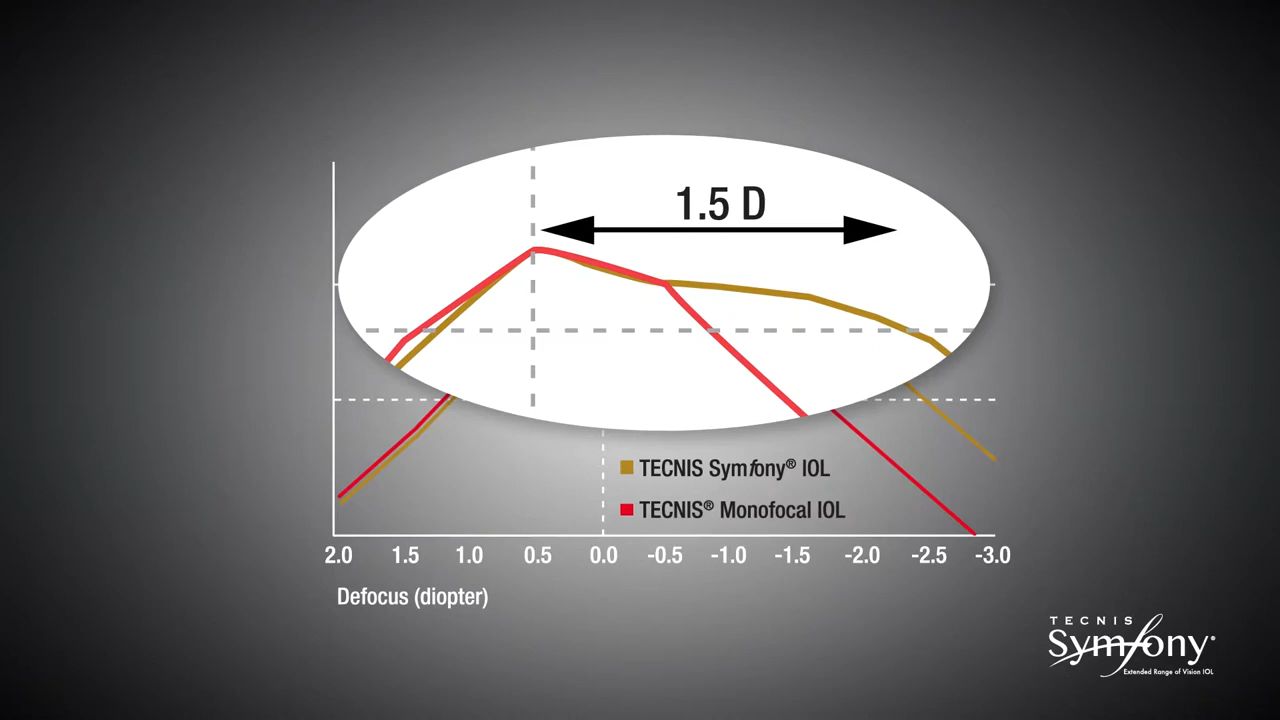 1.5 D
TECNIS Symfony® IOL
TECNIS® Monofocal IOL
2.0 1.5 1.0 0.5 0.0 -0.5 -1.0 -1.5 -2.0 -2.5 -3.0
Defocus (diopter)
TECNIS
Symfony®
Extended Range of Vision IOL